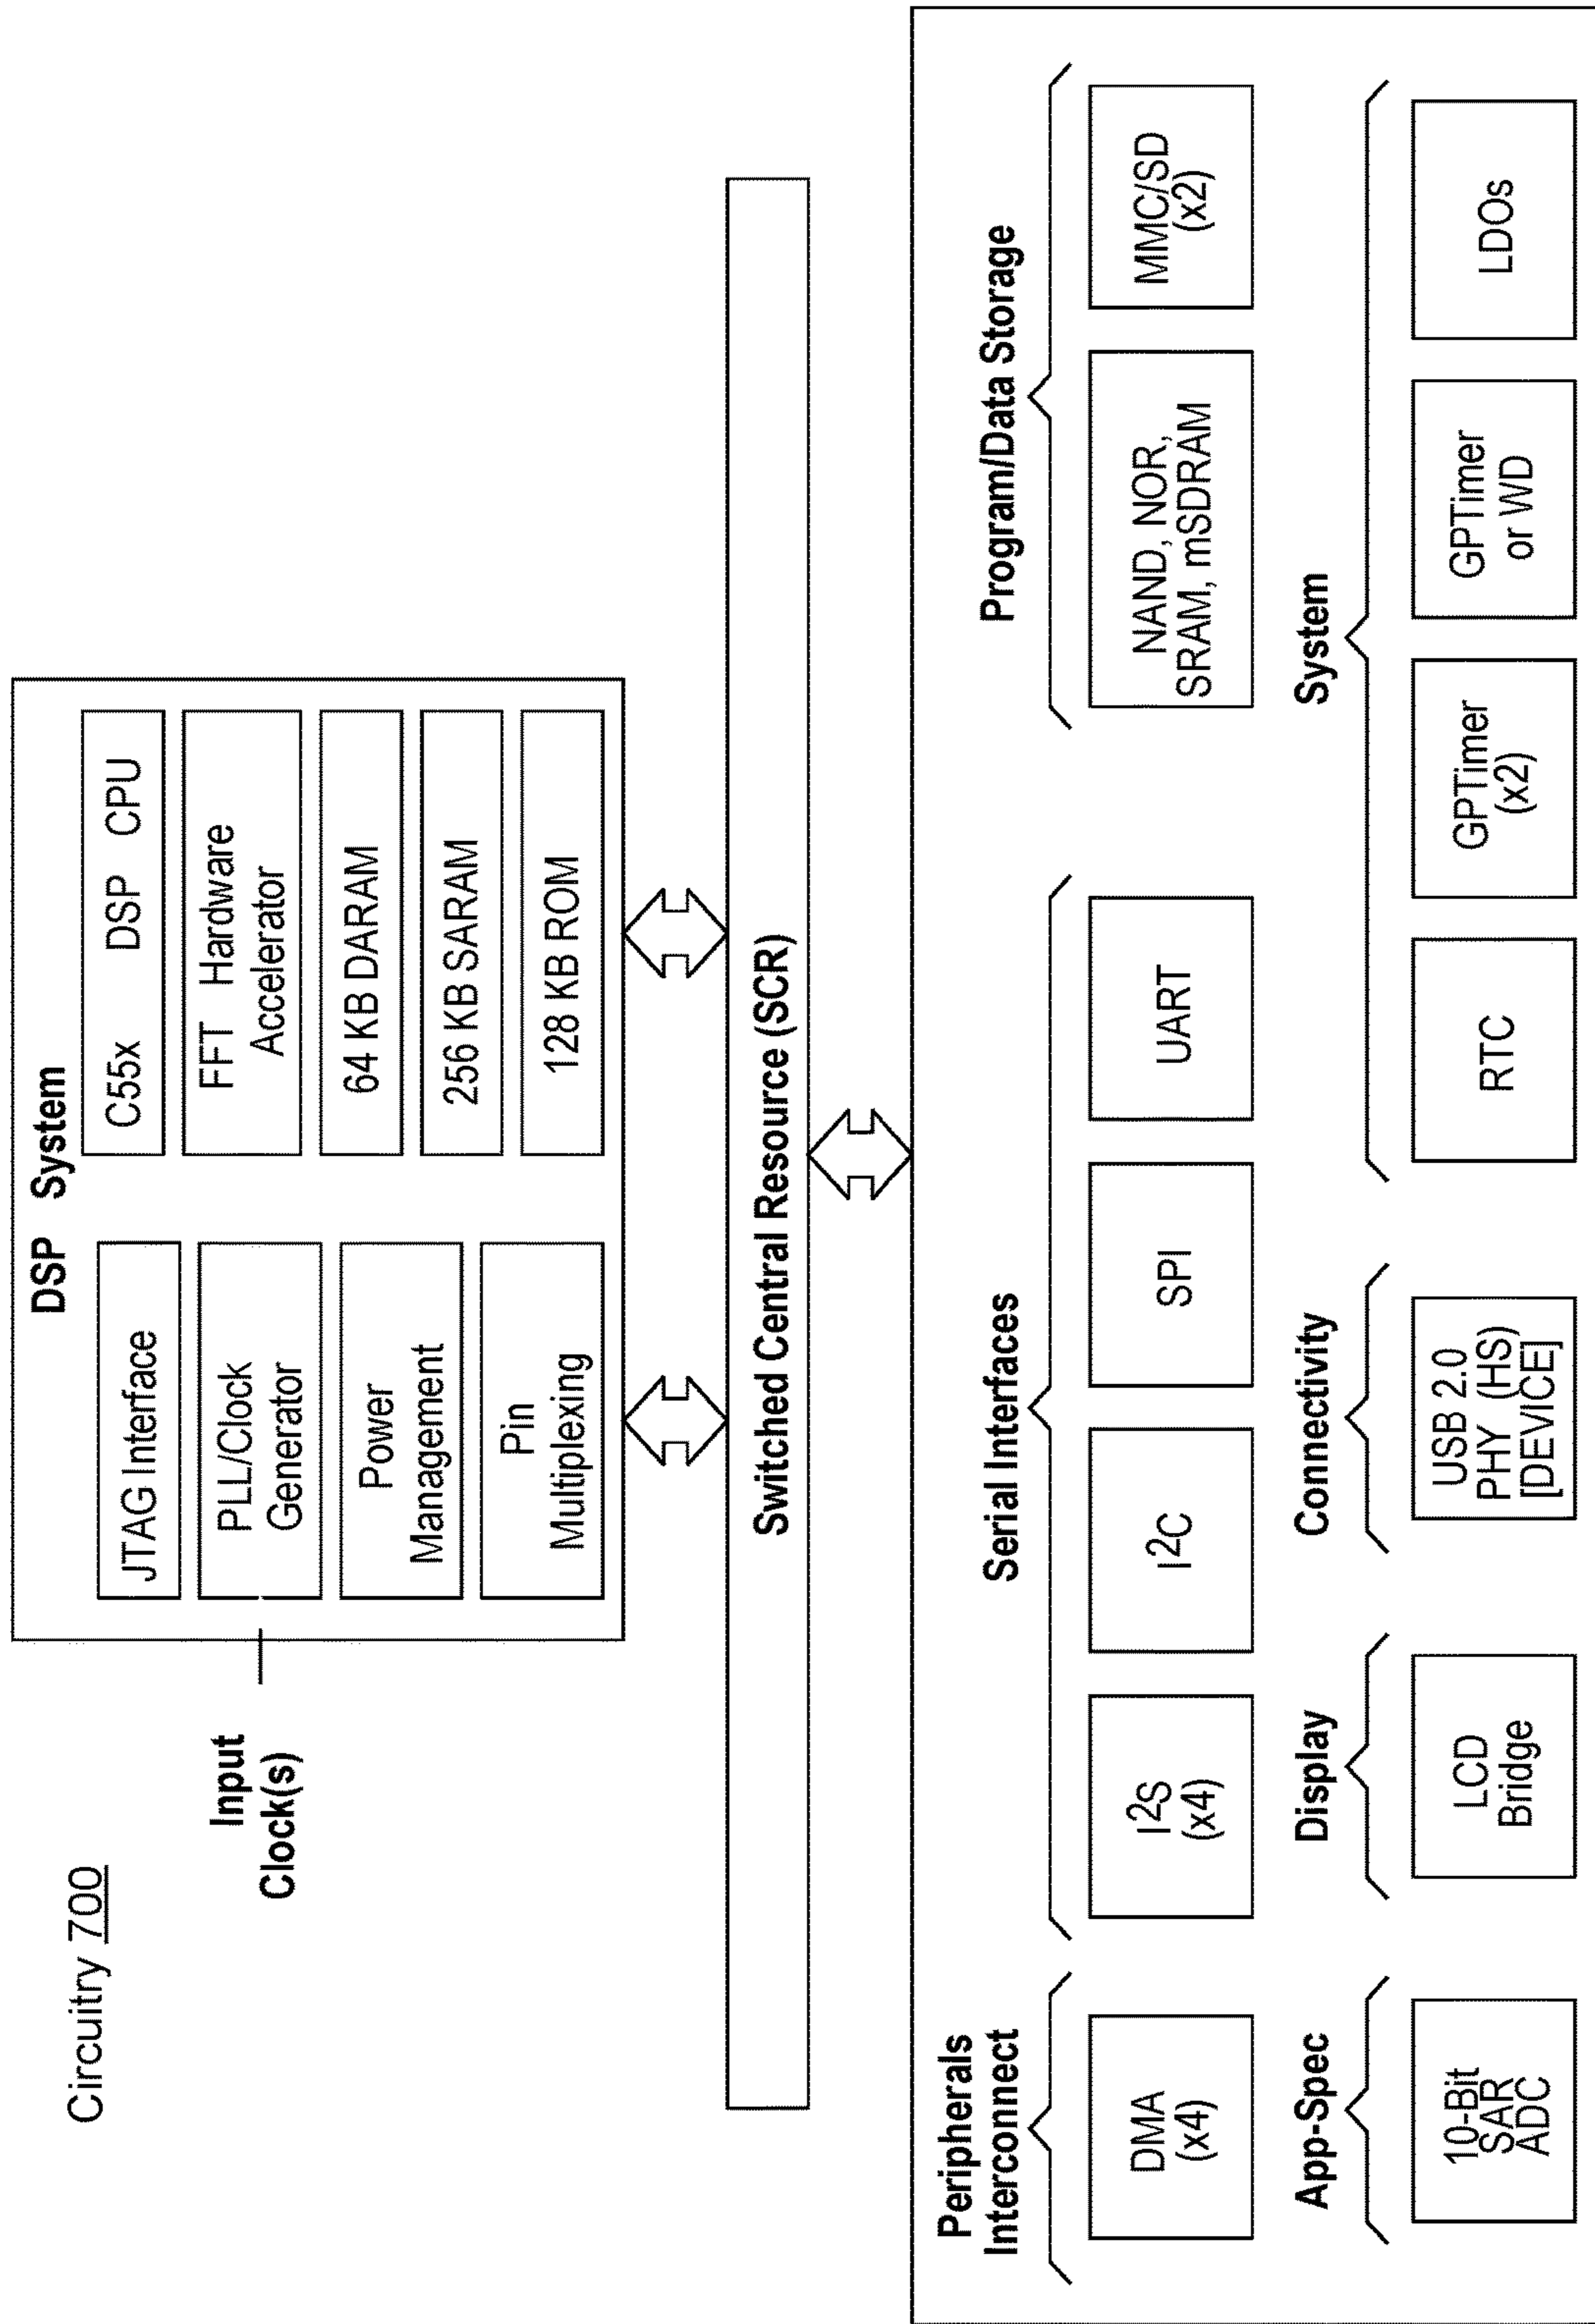 Circuitry 700
Input
Clock(s)
DSP System
JTAG Interface
PLL/Clock
Generator
Power
Management
Pin
Multiplexing
C55x DSP CPU
FFT Hardware
Accelerator
64 KB DARAM
256 KB SARAM
128 KB ROM
Switched Central Resource (SCR)
Peripherals
Interconnect
DMA
(x4)
Serial Interfaces
I2S
(x4)
I2C
SPI
UART
Program/Data Storage
NAND, NOR,
SRAM, mSDRAM
MMC/SD
(x2)
App-Spec
10-Bit
SAR
ADC
Display
LCD
Bridge
Connectivity
USB 2.0
PHY (HS)
[DEVICE]
System
RTC
GPTimer
(x2)
GPTimer
or WD
LDOs